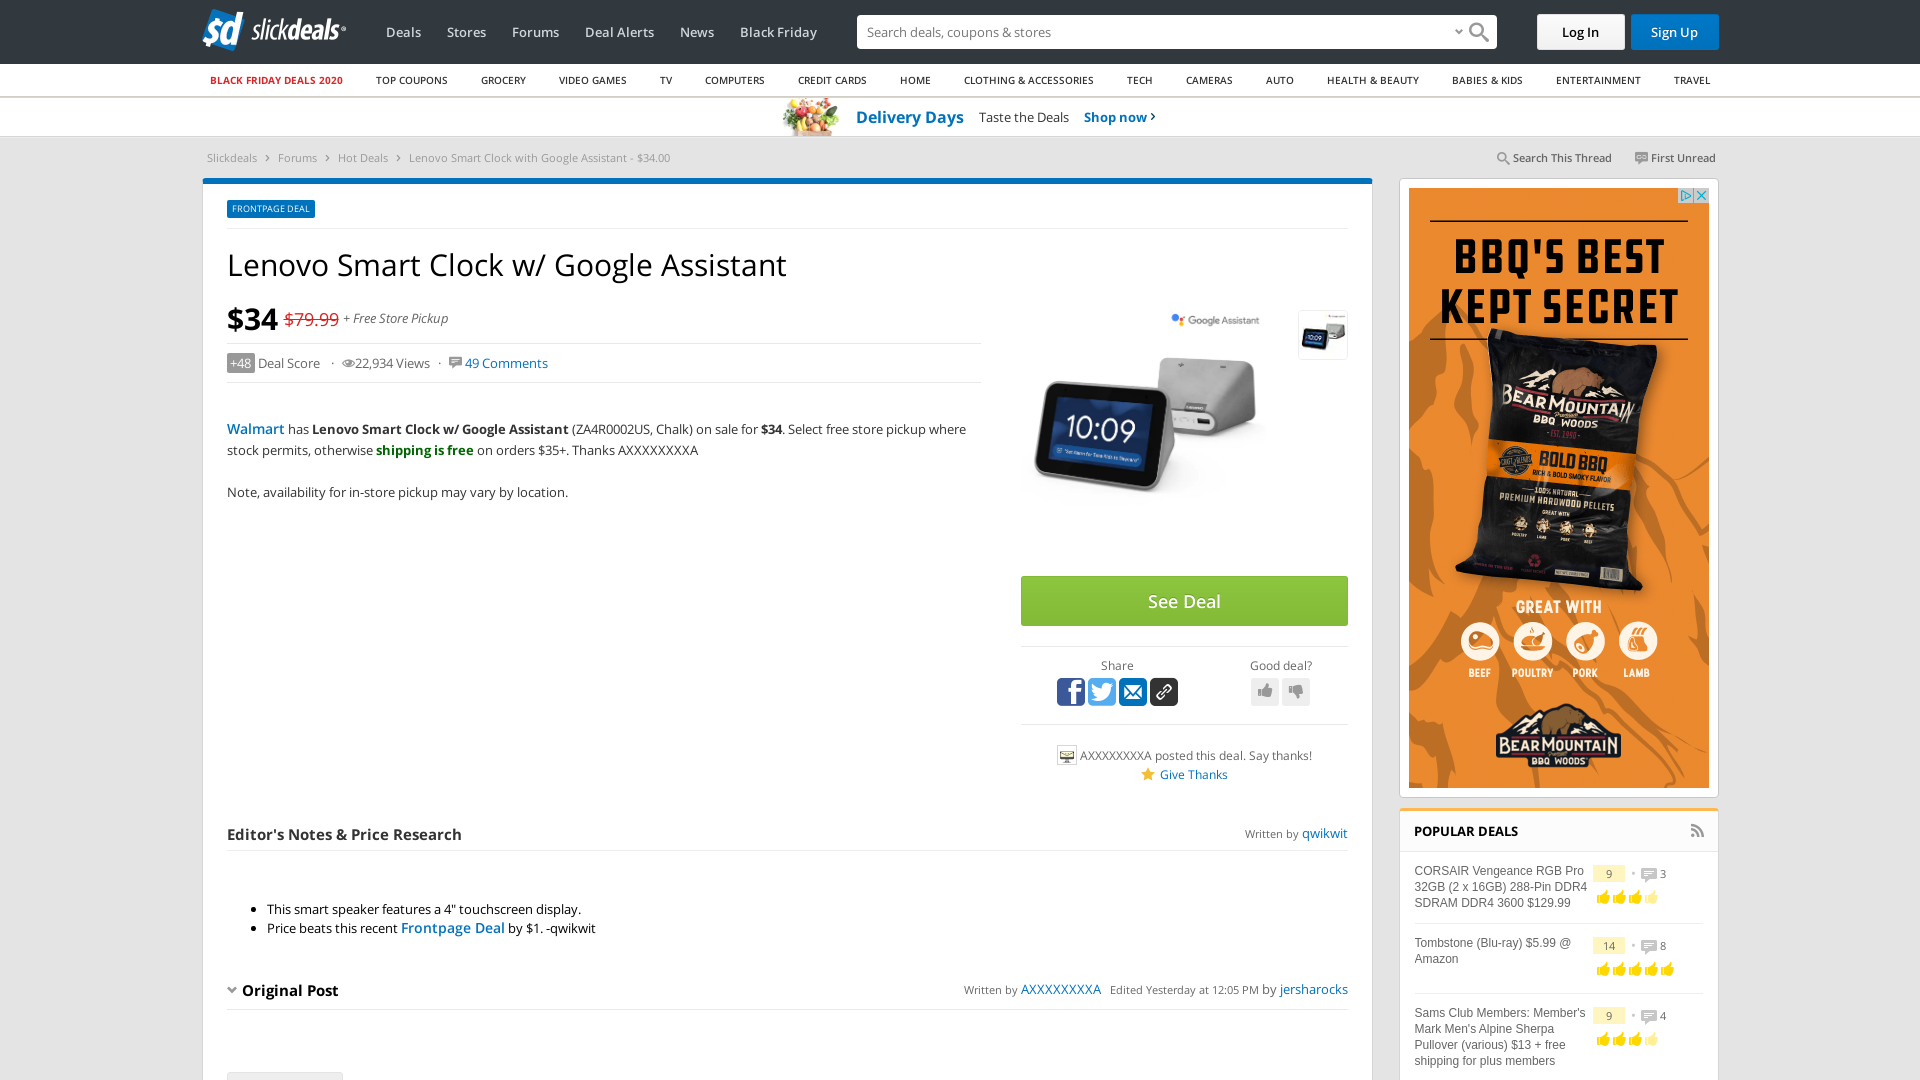 sd slickdeals
Deals Stores Forums Deal Alerts News Black Friday
Search deals, coupons & stores
Log In Sign Up
BLACK FRIDAY DEALS 2020 TOP COUPONS GROCERY VIDEO GAMES TV COMPUTERS CREDIT CARDS HOME CLOTHING & ACCESSORIES TECH CAMERAS AUTO HEALTH & BEAUTY BABIES & KIDS ENTERTAINMENT TRAVEL
Delivery Days Taste the Deals Shop now ›
Slickdeals › Forums › Hot Deals › Lenovo Smart Clock with Google Assistant - $34.00
Search This Thread First Unread
FRONTPAGE DEAL
Lenovo Smart Clock w/ Google Assistant
$34 $79.99 + Free Store Pickup
+48 Deal Score · 22,934 Views · 49 Comments
Walmart has Lenovo Smart Clock w/ Google Assistant (ZA4R0002US, Chalk) on sale for $34. Select free store pickup where
stock permits, otherwise shipping is free on orders $35+. Thanks AXXXXXXXXA
Note, availability for in-store pickup may vary by location.
Google Assistant
10:09
See Deal
Share Good deal?
AXXXXXXXXA posted this deal. Say thanks!
Give Thanks
Editor's Notes & Price Research
Written by qwikwit
• This smart speaker features a 4" touchscreen display.
• Price beats this recent Frontpage Deal by $1. -qwikwit
Original Post
Written by AXXXXXXXXA Edited Yesterday at 12:05 PM by jersharocks
BBQ'S BEST
KEPT SECRET
BEAR MOUNTAIN
Premium
BBQ WOODS
EST. 1990
CRAFT BLENDS
BOLD BBQ
RICH & BOLD SMOKY FLAVOR
100% NATURAL
PREMIUM HARDWOOD PELLETS
GREAT WITH
POULTRY LAMB PORK BEEF
GREAT WITH
BEEF POULTRY PORK LAMB
BEAR MOUNTAIN
BBQ WOODS
POPULAR DEALS
CORSAIR Vengeance RGB Pro
32GB (2 x 16GB) 288-Pin DDR4
SDRAM DDR4 3600 $129.99
9 • 3
Tombstone (Blu-ray) $5.99 @
Amazon
14 • 8
Sams Club Members: Member's
Mark Men's Alpine Sherpa
Pullover (various) $13 + free
shipping for plus members
9 • 4